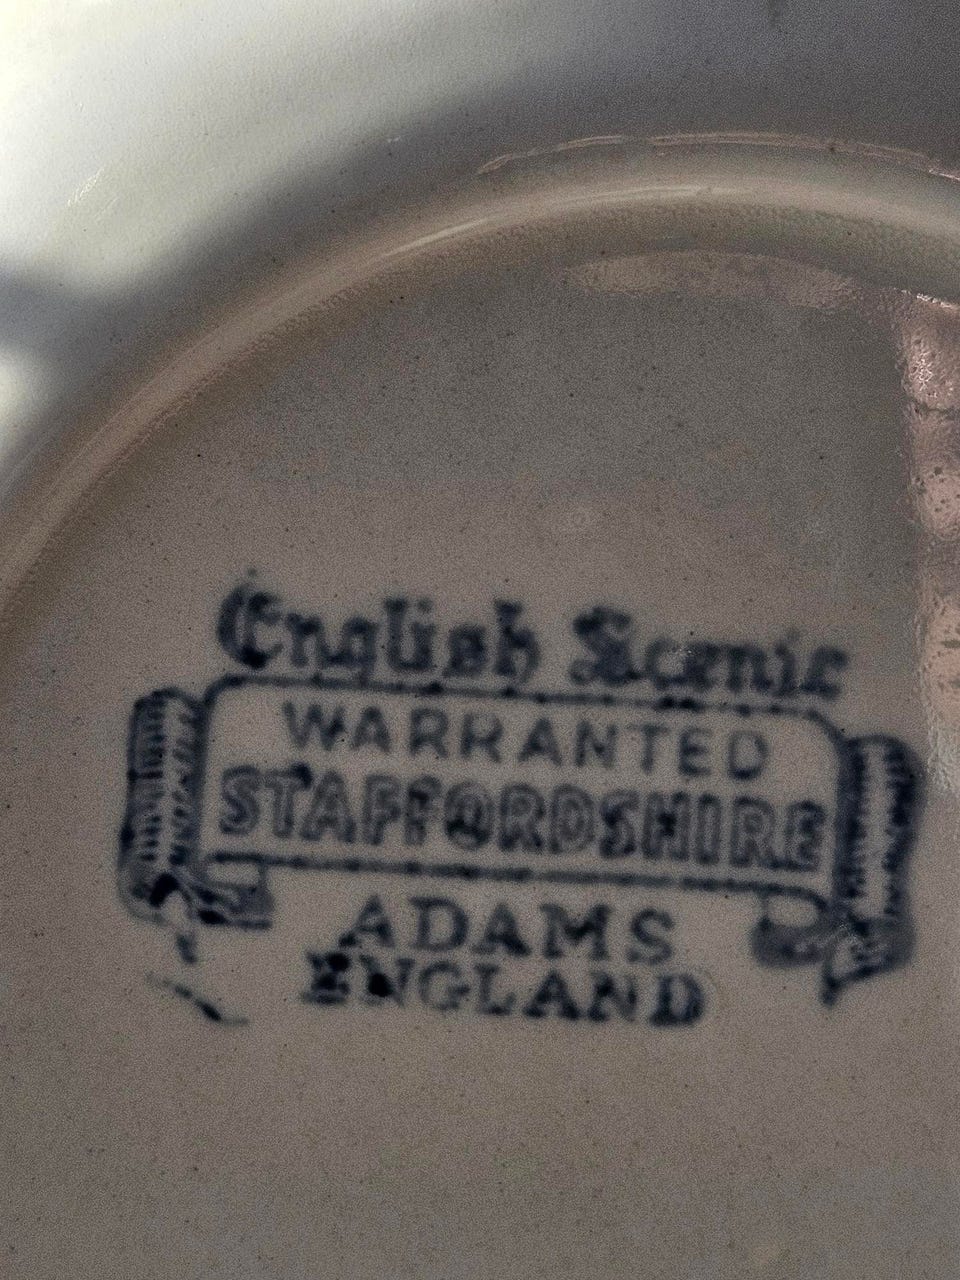 English Scenic
WARRANTED
STAFFORDSHIRE
ADAMS
ENGLAND